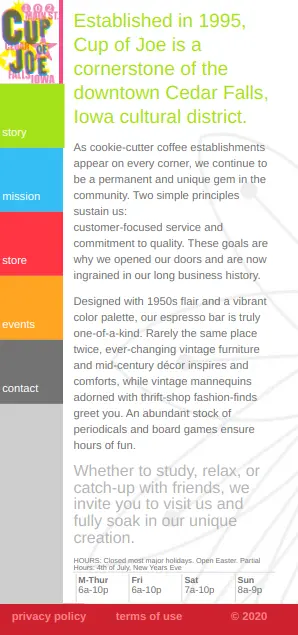 102 MAIN ST.
CUP
OF
JOE
CEDAR
FALLS
IOWA
story
mission
store
events
contact
Established in 1995,
Cup of Joe is a
cornerstone of the
downtown Cedar Falls,
Iowa cultural district.
As cookie-cutter coffee establishments
appear on every corner, we continue to
be a permanent and unique gem in the
community. Two simple principles
sustain us:
customer-focused service and
commitment to quality. These goals are
why we opened our doors and are now
ingrained in our long business history.
Designed with 1950s flair and a vibrant
color palette, our espresso bar is truly
one-of-a-kind. Rarely the same place
twice, ever-changing vintage furniture
and mid-century décor inspires and
comforts, while vintage mannequins
adorned with thrift-shop fashion-finds
greet you. An abundant stock of
periodicals and board games ensure
hours of fun.
Whether to study, relax, or
catch-up with friends, we
invite you to visit us and
fully soak in our unique
creation.
HOURS: Closed most major holidays. Open Easter. Partial
Hours: 4th of July, New Years Eve
M-Thur Fri Sat Sun
6a-10p 6a-10p 7a-10p 8a-9p
privacy policy terms of use © 2020